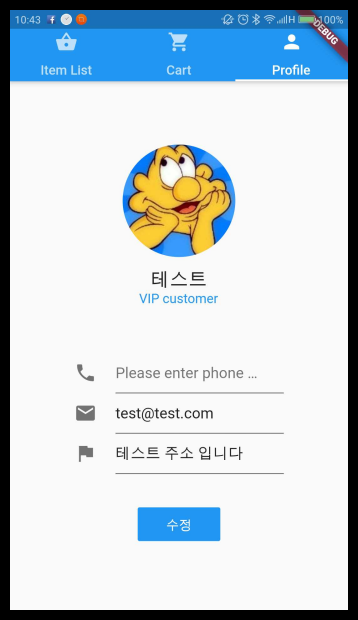 10:43
H 100%
DEBUG
Item List
Cart
Profile
테스트
VIP customer
Please enter phone ...
test@test.com
테스트 주소 입니다
수정